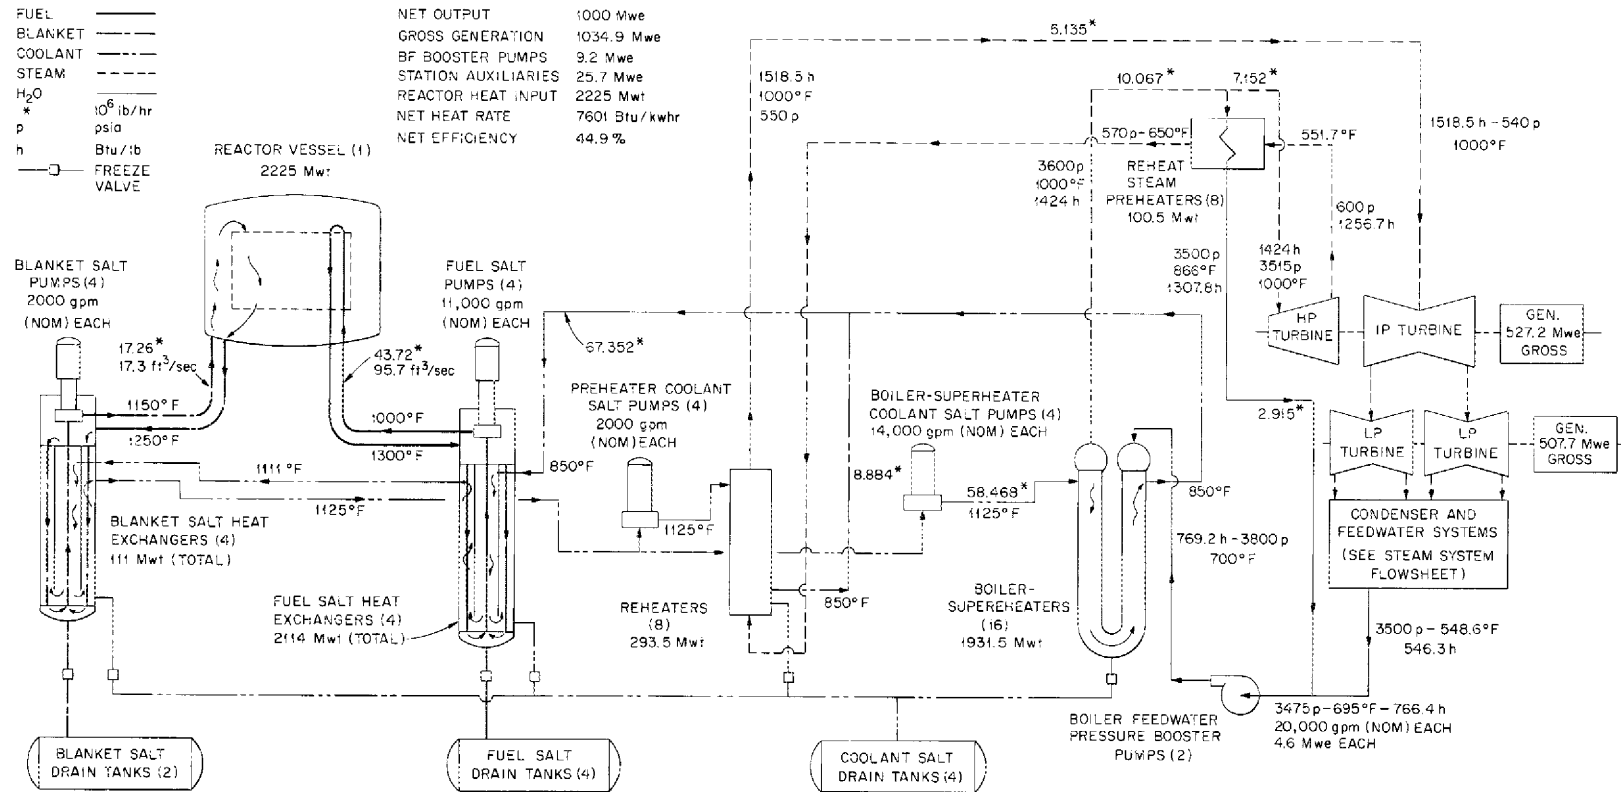 FUEL
BLANKET
COOLANT
STEAM
H2O
* 10^6 lb/hr
p psia
h Btu/lb
FREEZE
VALVE
NET OUTPUT 1000 Mwe
GROSS GENERATION 1034.9 Mwe
BF BOOSTER PUMPS 9.2 Mwe
STATION AUXILIARIES 25.7 Mwe
REACTOR HEAT INPUT 2225 Mwt
NET HEAT RATE 7601 Btu/kwhr
NET EFFICIENCY 44.9 %
REACTOR VESSEL (1)
2225 Mwt
BLANKET SALT
PUMPS (4)
2000 gpm
(NOM) EACH
17.26*
17.3 ft3/sec
43.72*
95.7 ft3/sec
FUEL SALT
PUMPS (4)
11,000 gpm
(NOM) EACH
1150°F
1250°F
1000°F
1300°F
1111°F
1125°F
850°F
BLANKET SALT HEAT
EXCHANGERS (4)
111 Mwt (TOTAL)
FUEL SALT HEAT
EXCHANGERS (4)
2114 Mwt (TOTAL)
67.352*
PREHEATER COOLANT
SALT PUMPS (4)
2000 gpm
(NOM) EACH
1125°F
REHEATERS
(8)
293.5 Mwt
850°F
8.884*
BOILER-SUPERHEATER
COOLANT SALT PUMPS (4)
14,000 gpm (NOM) EACH
58.468*
1125°F
850°F
BOILER-
SUPEREHEATERS
(16)
1931.5 Mwt
769.2 h-3800 p
700°F
1518.5 h
1000°F
550 p
5.135*
10.067*
7.152*
570 p-650°F
551.7°F
REHEAT
STEAM
PREHEATERS (8)
100.5 Mwt
3600 p
1000°F
1424 h
3500 p
866°F
1307.8 h
1424 h
3515 p
1000°F
600 p
1256.7 h
1518.5 h-540 p
1000°F
HP
TURBINE
IP TURBINE
GEN.
527.2 Mwe
GROSS
2.915*
LP
TURBINE
LP
TURBINE
GEN.
507.7 Mwe
GROSS
CONDENSER AND
FEEDWATER SYSTEMS
(SEE STEAM SYSTEM
FLOWSHEET)
3500 p-548.6°F
546.3 h
3475 p-695°F-766.4 h
20,000 gpm (NOM) EACH
4.6 Mwe EACH
BOILER FEEDWATER
PRESSURE BOOSTER
PUMPS (2)
BLANKET SALT
DRAIN TANKS (2)
FUEL SALT
DRAIN TANKS (4)
COOLANT SALT
DRAIN TANKS (4)